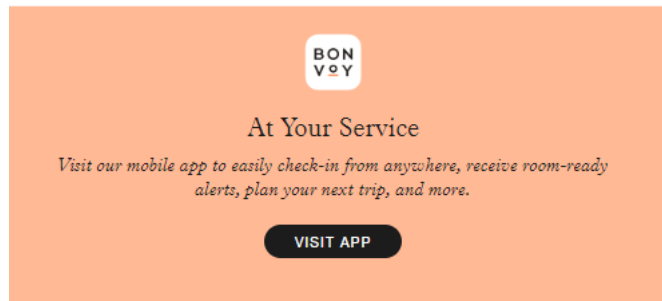 BON
VOY
At Your Service
Visit our mobile app to easily check-in from anywhere, receive room-ready
alerts, plan your next trip, and more.
VISIT APP